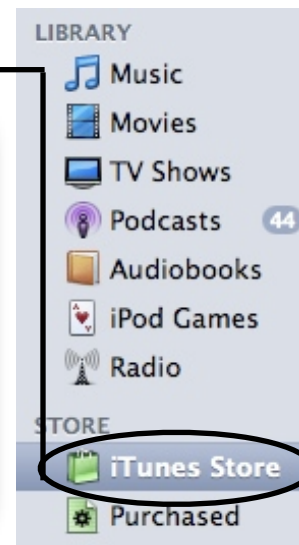 LIBRARY
Music
Movies
TV Shows
Podcasts 44
Audiobooks
iPod Games
Radio
STORE
iTunes Store
Purchased